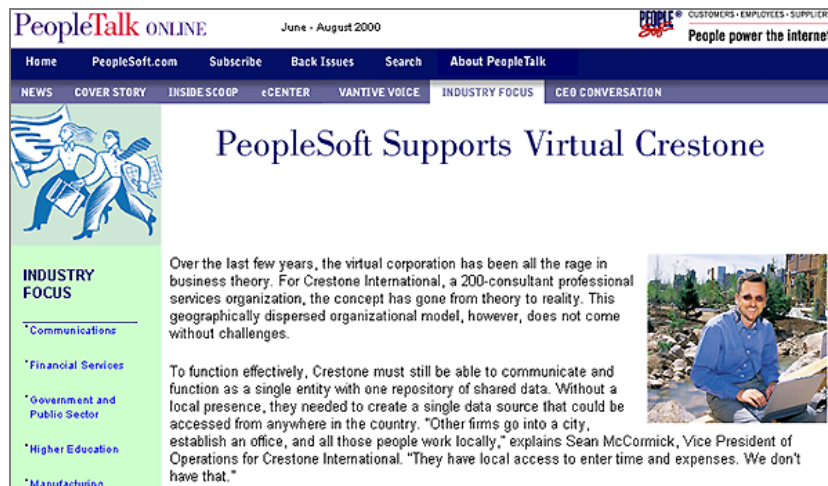 PeopleTalk ONLINE
June - August 2000
PEOPLE Soft ®
CUSTOMERS • EMPLOYEES • SUPPLIER
People power the internet
Home PeopleSoft.com Subscribe Back Issues Search About PeopleTalk
NEWS COVER STORY INSIDE SCOOP eCENTER VANTIVE VOICE INDUSTRY FOCUS CEO CONVERSATION
PeopleSoft Supports Virtual Crestone
INDUSTRY
FOCUS
Communications
Financial Services
Government and
Public Sector
Higher Education
Manufacturing
Over the last few years, the virtual corporation has been all the rage in
business theory. For Crestone International, a 200-consultant professional
services organization, the concept has gone from theory to reality. This
geographically dispersed organizational model, however, does not come
without challenges.
To function effectively, Crestone must still be able to communicate and
function as a single entity with one repository of shared data. Without a
local presence, they needed to create a single data source that could be
accessed from anywhere in the country. "Other firms go into a city,
establish an office, and all those people work locally," explains Sean McCormick, Vice President of
Operations for Crestone International. "They have local access to enter time and expenses. We don't
have that."